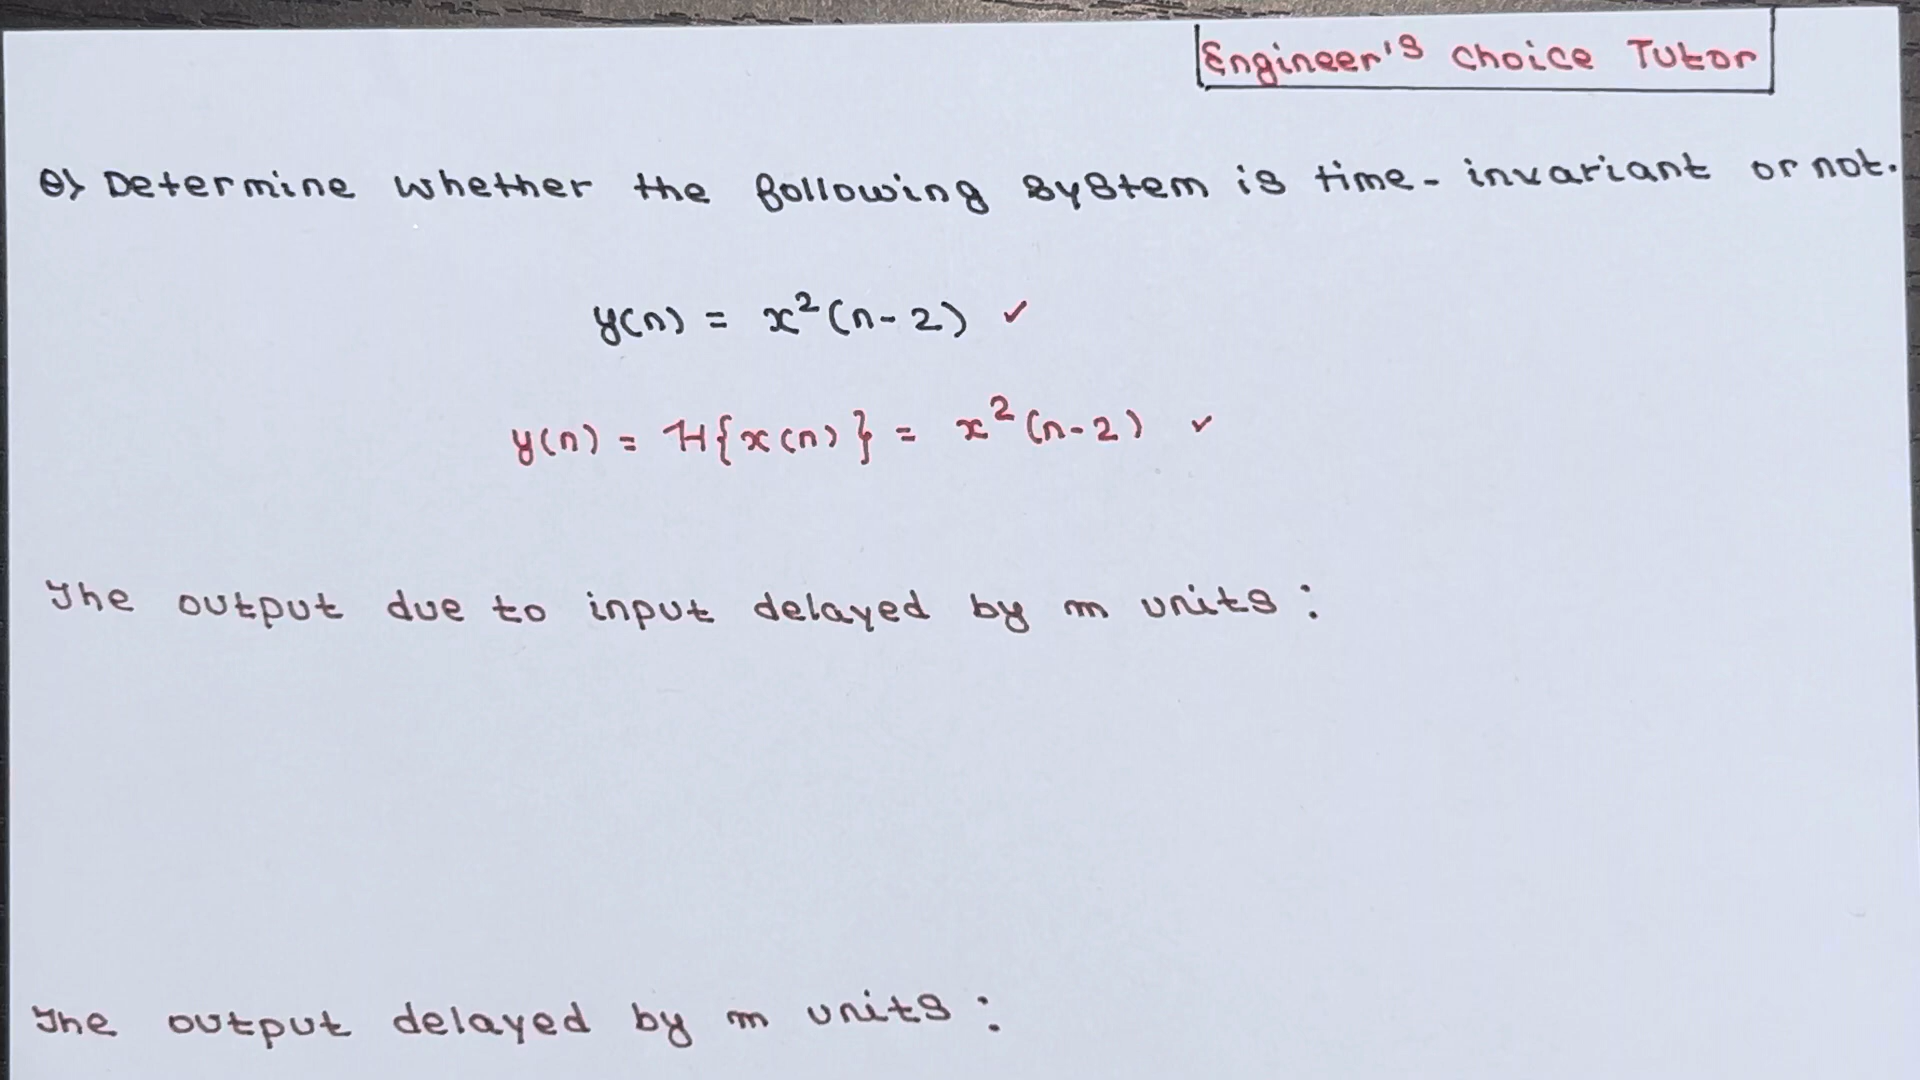 Engineer's Choice Tutor
Q) Determine whether the following system is time-invariant or not.
y(n) = x²(n-2) ✓
y(n) = H{x(n)} = x²(n-2) ✓
The output due to input delayed by m units :
The output delayed by m units :